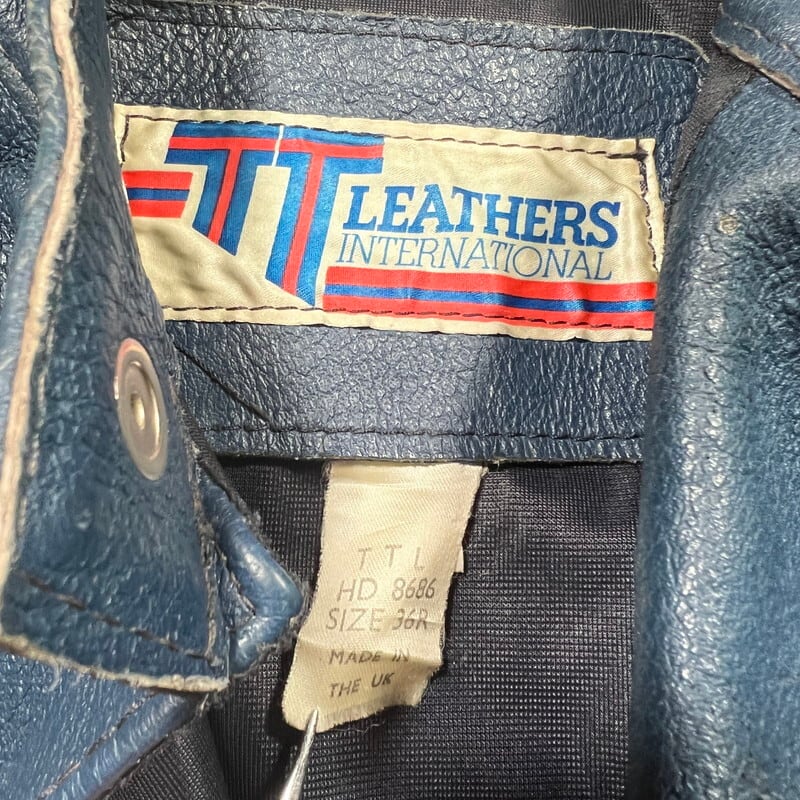 TT LEATHERS
INTERNATIONAL
T T L
HD 8686
SIZE 36R
MADE IN
THE UK